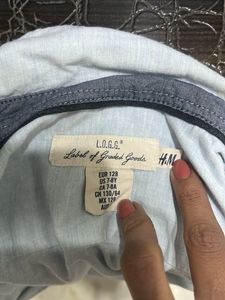 L.O.G.G.®
Label of Graded Goods H&M
EUR 128
US 7-8Y
CA 7-8A
CN 130/64
MX 128